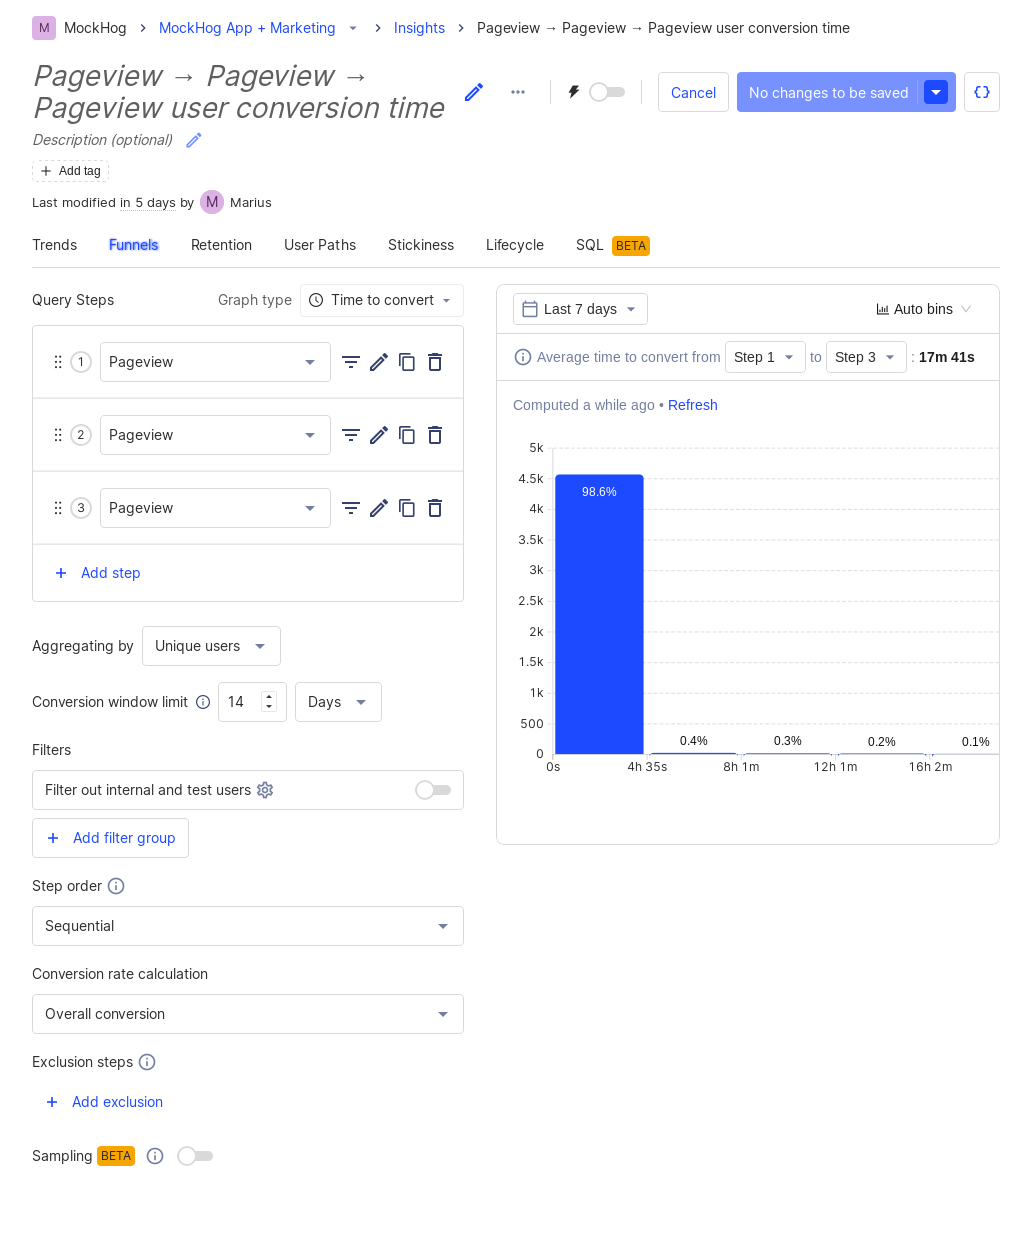 M MockHog > MockHog App + Marketing > Insights > Pageview → Pageview → Pageview user conversion time
Pageview → Pageview →
Pageview user conversion time
Cancel
No changes to be saved
Description (optional)
Add tag
Last modified in 5 days by M Marius
Trends Funnels Retention User Paths Stickiness Lifecycle SQL BETA
Query Steps Graph type Time to convert
1 Pageview
2 Pageview
3 Pageview
+ Add step
Aggregating by Unique users
Conversion window limit 14 Days
Filters
Filter out internal and test users
+ Add filter group
Step order
Sequential
Conversion rate calculation
Overall conversion
Exclusion steps
+ Add exclusion
Sampling BETA
Last 7 days Auto bins
Average time to convert from Step 1 to Step 3 : 17m 41s
Computed a while ago • Refresh
5k
4.5k
98.6%
4k
3.5k
3k
2.5k
2k
1.5k
1k
500
0.4% 0.3% 0.2% 0.1%
0
0s 4h 35s 8h 1m 12h 1m 16h 2m